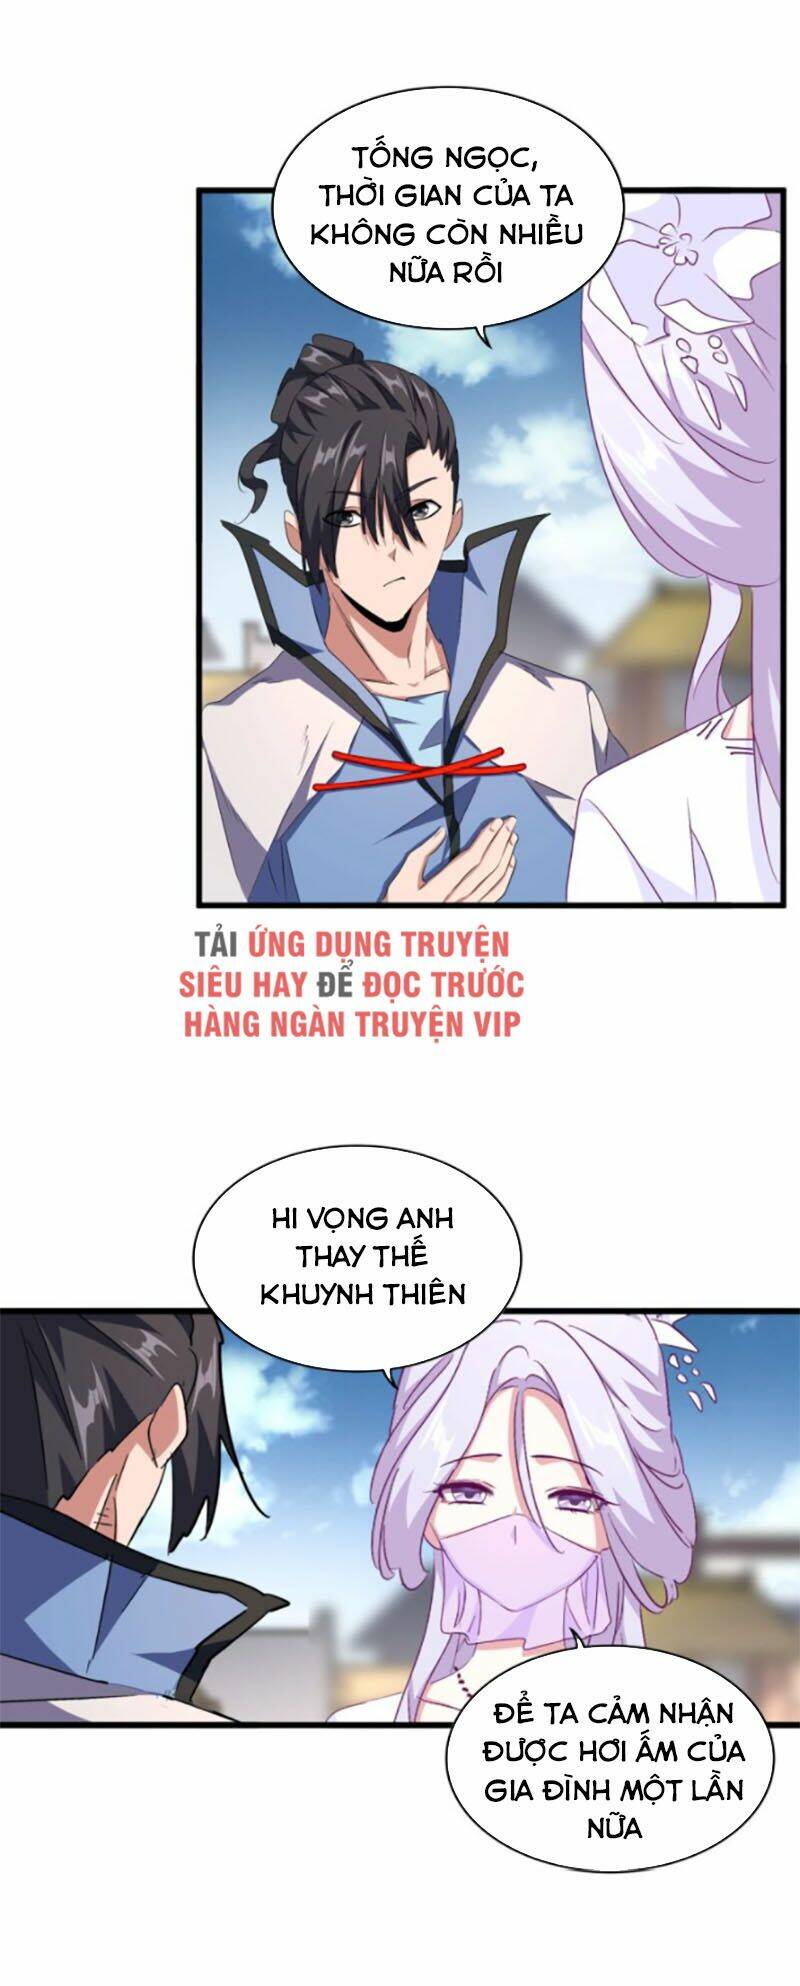 TỐNG NGỌC,
THỜI GIAN CỦA TA
KHÔNG CÒN NHIỀU
NỮA RỒI
TẢI ỨNG DỤNG TRUYỆN
SIÊU HAY ĐỂ ĐỌC TRƯỚC
HÀNG NGÀN TRUYỆN VIP
HI VỌNG ANH
THAY THẾ
KHUYNH THIÊN
ĐỂ TA CẢM NHẬN
ĐƯỢC HƠI ẤM CỦA
GIA ĐÌNH MỘT LẦN
NỮA